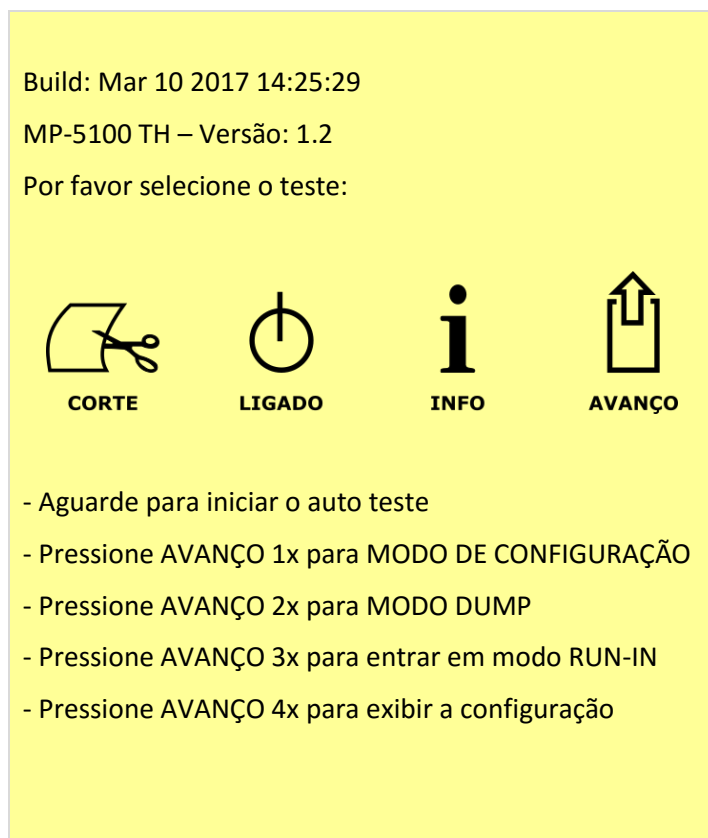 Build: Mar 10 2017 14:25:29
MP-5100 TH – Versão: 1.2
Por favor selecione o teste:
CORTE
LIGADO
INFO
AVANÇO
- Aguarde para iniciar o auto teste
- Pressione AVANÇO 1x para MODO DE CONFIGURAÇÃO
- Pressione AVANÇO 2x para MODO DUMP
- Pressione AVANÇO 3x para entrar em modo RUN-IN
- Pressione AVANÇO 4x para exibir a configuração